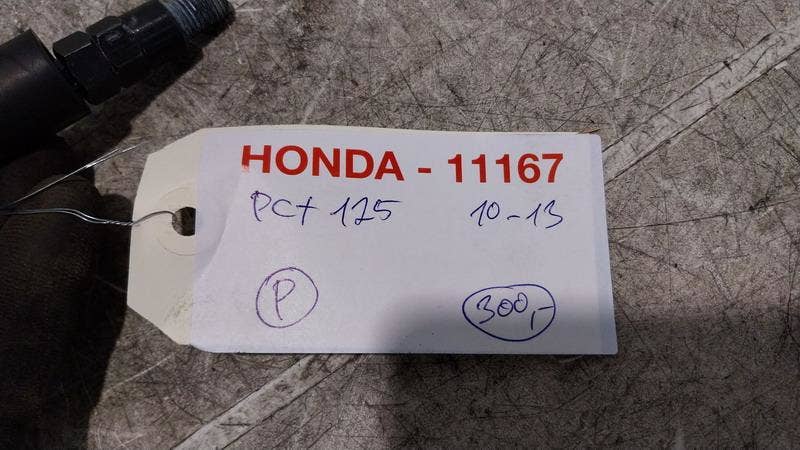 HONDA - 11167
PCX 125 10-13
P 300,-